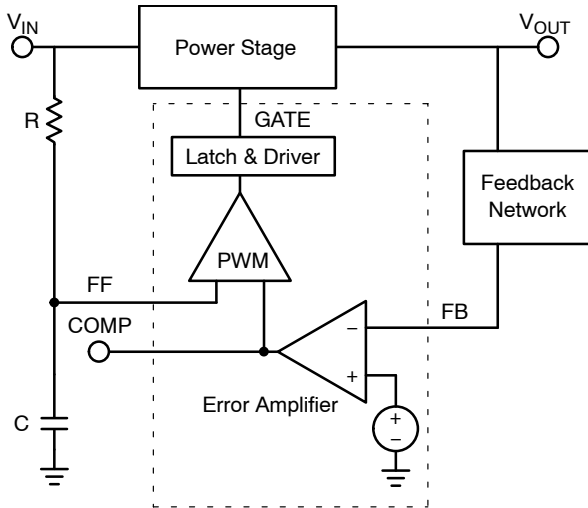 VIN
VOUT
Power Stage
R
GATE
Latch & Driver
Feedback
Network
PWM
FF
FB
COMP
−
+
Error Amplifier
+
−
C